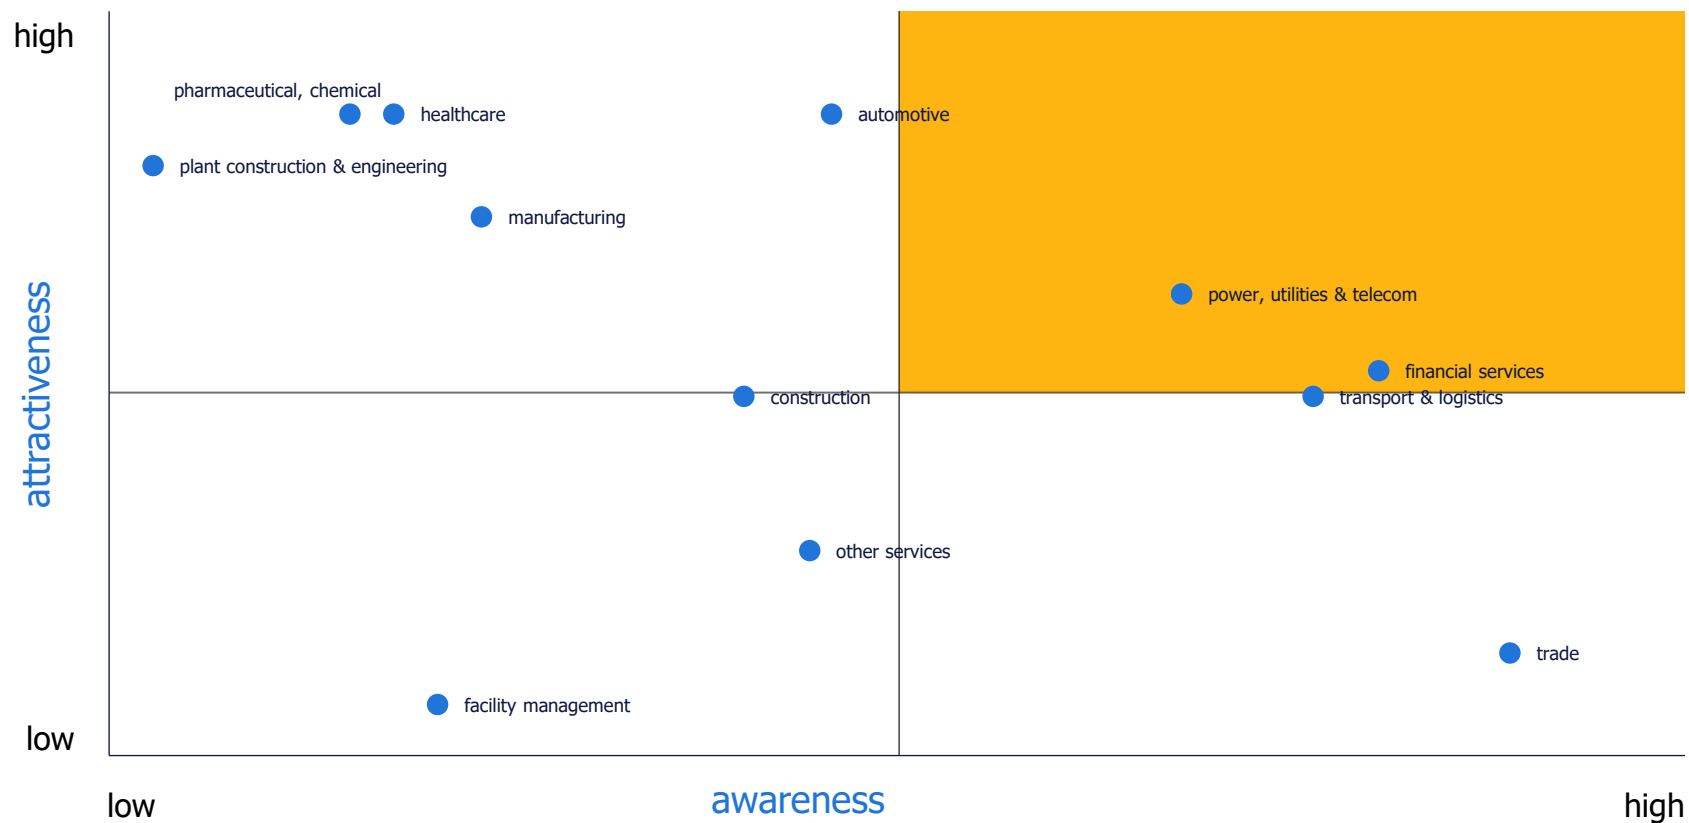 high
pharmaceutical, chemical
healthcare
automotive
plant construction & engineering
manufacturing
power, utilities & telecom
financial services
construction
transport & logistics
attractiveness
other services
trade
facility management
low
low
awareness
high